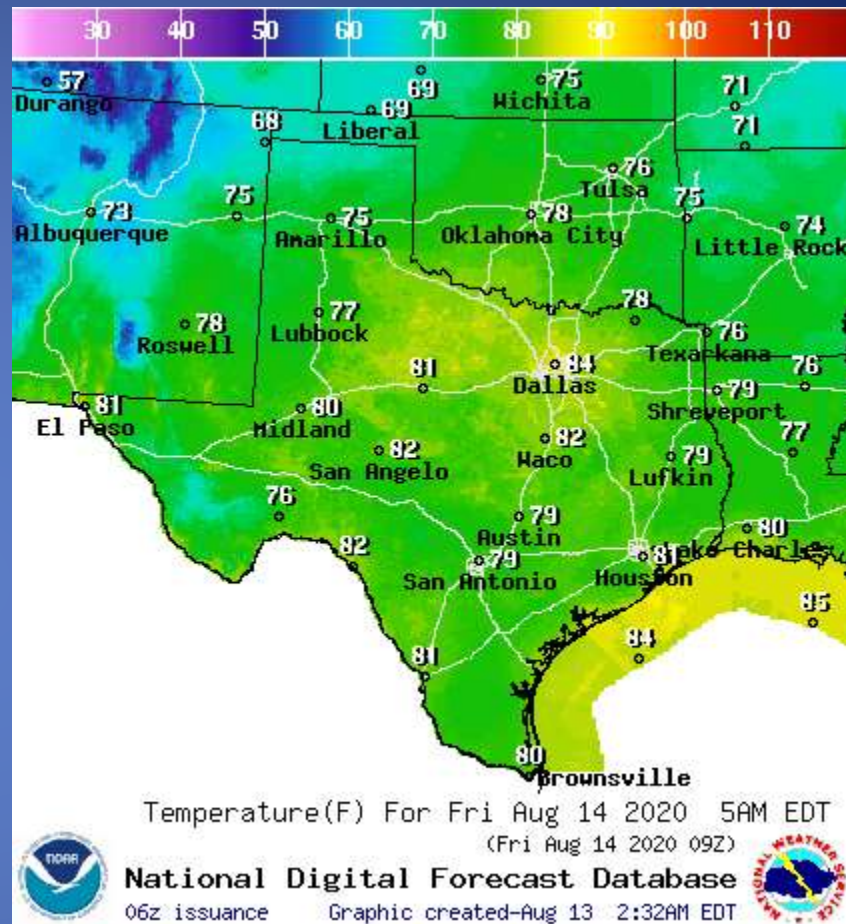 30 40 50 60 70 80 90 100 110
57
Durango
69
75
Wichita
71
69
Liberal
68
71
76
Tulsa
73
Albuquerque
75
75
Amarillo
78
Oklahoma City
75
74
Little Rock
78
Roswell
77
Lubbock
78
76
Texarkana
84
Dallas
81
76
79
Shreveport
81
El Paso
80
Midland
82
San Angelo
82
Waco
79
Lufkin
77
76
79
Austin
80
Lake Charles
82
79
San Antonio
81
Houston
85
84
81
80
Brownsville
Temperature(F) For Fri Aug 14 2020 5AM EDT
(Fri Aug 14 2020 09Z)
National Digital Forecast Database
06z issuance Graphic created-Aug 13 2:32AM EDT
NOAA
NATIONAL WEATHER SERVICE